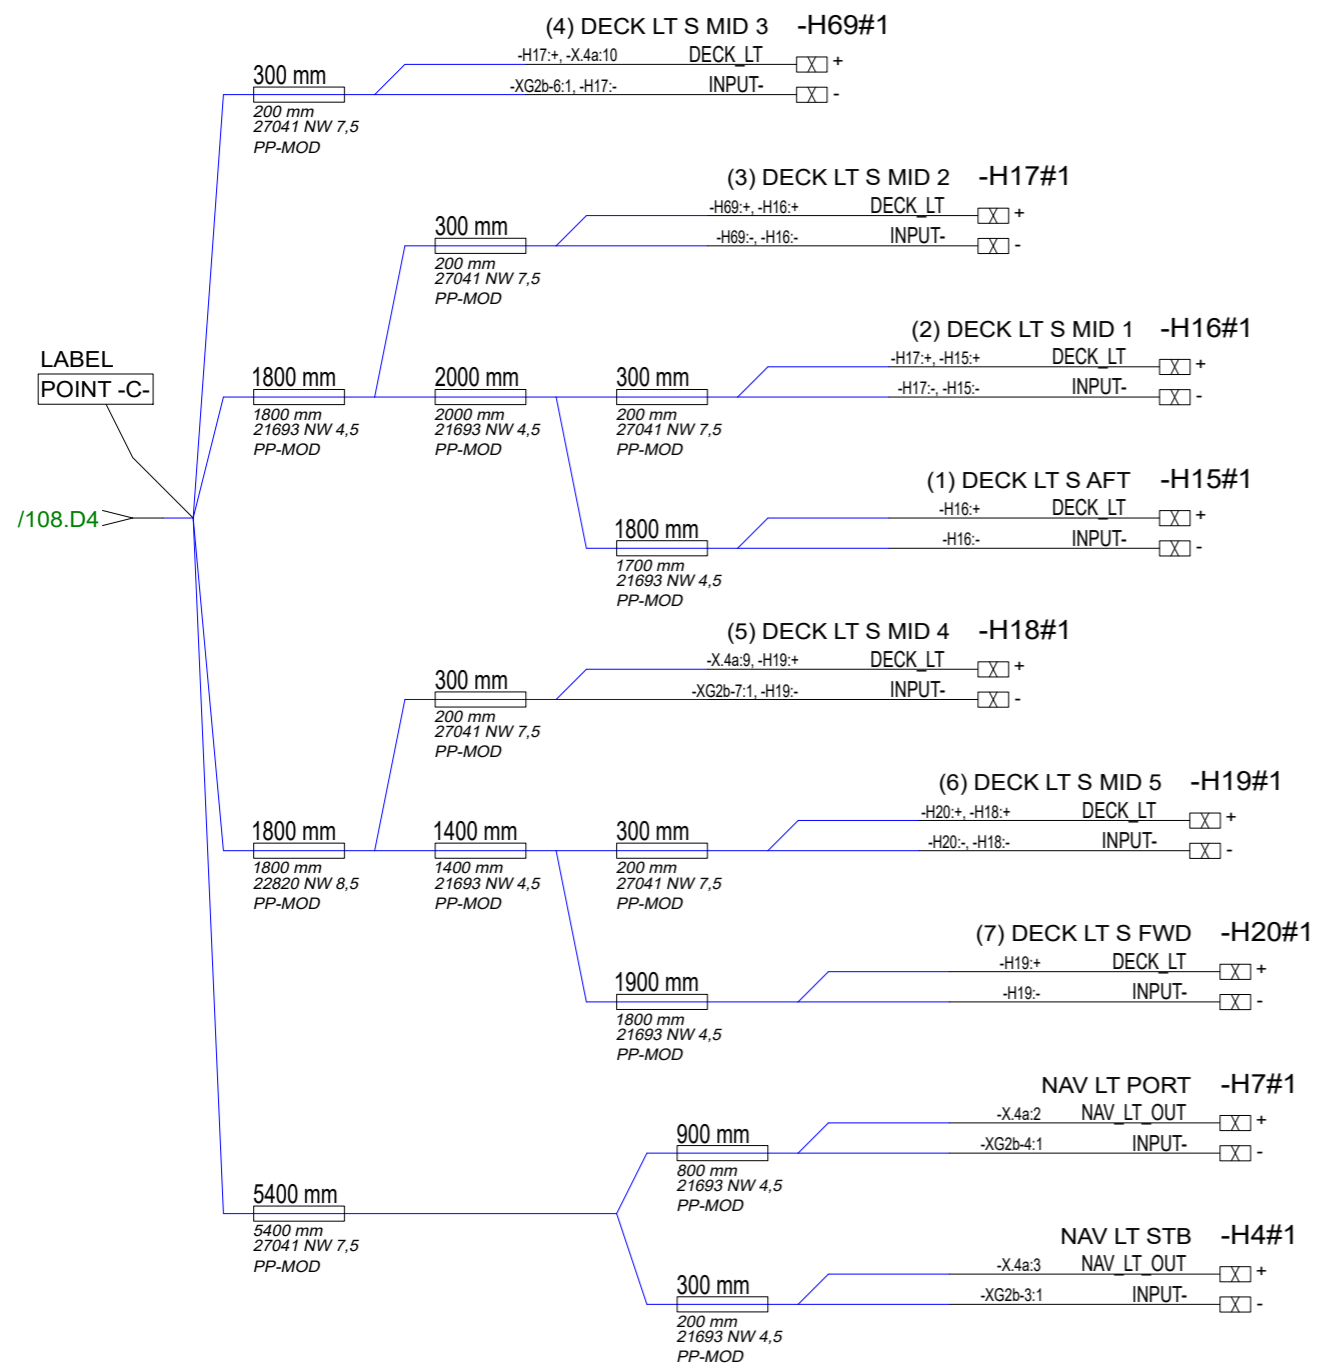 (4) DECK LT S MID 3 -H69#1
-H17:+, -X.4a:10 DECK_LT X +
-XG2b-6:1, -H17:- INPUT- X -
300 mm
200 mm
27041 NW 7,5
PP-MOD
(3) DECK LT S MID 2 -H17#1
-H69:+, -H16:+ DECK_LT X +
-H69:-, -H16:- INPUT- X -
300 mm
200 mm
27041 NW 7,5
PP-MOD
(2) DECK LT S MID 1 -H16#1
-H17:+, -H15:+ DECK_LT X +
-H17:-, -H15:- INPUT- X -
LABEL
POINT -C-
1800 mm
1800 mm
21693 NW 4,5
PP-MOD
2000 mm
2000 mm
21693 NW 4,5
PP-MOD
300 mm
200 mm
27041 NW 7,5
PP-MOD
(1) DECK LT S AFT -H15#1
-H16:+ DECK_LT X +
-H16:- INPUT- X -
/108.D4
1800 mm
1700 mm
21693 NW 4,5
PP-MOD
(5) DECK LT S MID 4 -H18#1
-X.4a:9, -H19:+ DECK_LT X +
-XG2b-7:1, -H19:- INPUT- X -
300 mm
200 mm
27041 NW 7,5
PP-MOD
(6) DECK LT S MID 5 -H19#1
-H20:+, -H18:+ DECK_LT X +
-H20:-, -H18:- INPUT- X -
1800 mm
1800 mm
22820 NW 8,5
PP-MOD
1400 mm
1400 mm
21693 NW 4,5
PP-MOD
300 mm
200 mm
27041 NW 7,5
PP-MOD
(7) DECK LT S FWD -H20#1
-H19:+ DECK_LT X +
-H19:- INPUT- X -
1900 mm
1800 mm
21693 NW 4,5
PP-MOD
NAV LT PORT -H7#1
-X.4a:2 NAV_LT_OUT X +
-XG2b-4:1 INPUT- X -
900 mm
800 mm
21693 NW 4,5
PP-MOD
5400 mm
5400 mm
27041 NW 7,5
PP-MOD
NAV LT STB -H4#1
-X.4a:3 NAV_LT_OUT X +
-XG2b-3:1 INPUT- X -
300 mm
200 mm
21693 NW 4,5
PP-MOD